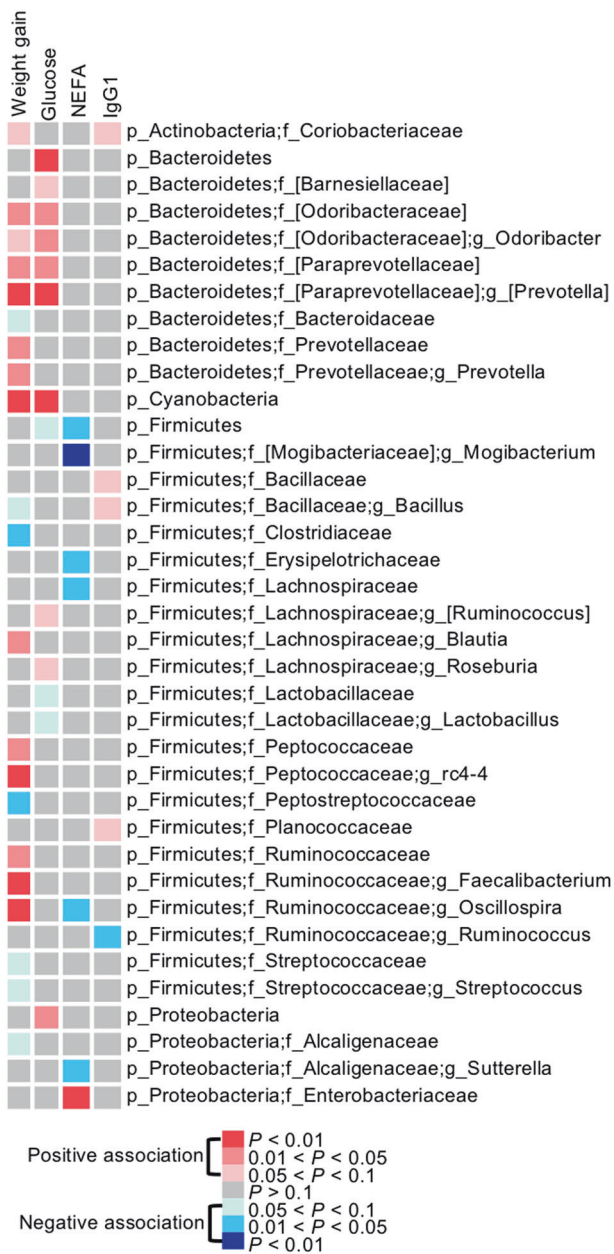 Weight gain
Glucose
NEFA
IgG1
p_Actinobacteria;f_Coriobacteriaceae
p_Bacteroidetes
p_Bacteroidetes;f_[Barnesiellaceae]
p_Bacteroidetes;f_[Odoribacteraceae]
p_Bacteroidetes;f_[Odoribacteraceae];g_Odoribacter
p_Bacteroidetes;f_[Paraprevotellaceae]
p_Bacteroidetes;f_[Paraprevotellaceae];g_[Prevotella]
p_Bacteroidetes;f_Bacteroidaceae
p_Bacteroidetes;f_Prevotellaceae
p_Bacteroidetes;f_Prevotellaceae;g_Prevotella
p_Cyanobacteria
p_Firmicutes
p_Firmicutes;f_[Mogibacteriaceae];g_Mogibacterium
p_Firmicutes;f_Bacillaceae
p_Firmicutes;f_Bacillaceae;g_Bacillus
p_Firmicutes;f_Clostridiaceae
p_Firmicutes;f_Erysipelotrichaceae
p_Firmicutes;f_Lachnospiraceae
p_Firmicutes;f_Lachnospiraceae;g_[Ruminococcus]
p_Firmicutes;f_Lachnospiraceae;g_Blautia
p_Firmicutes;f_Lachnospiraceae;g_Roseburia
p_Firmicutes;f_Lactobacillaceae
p_Firmicutes;f_Lactobacillaceae;g_Lactobacillus
p_Firmicutes;f_Peptococcaceae
p_Firmicutes;f_Peptococcaceae;g_rc4-4
p_Firmicutes;f_Peptostreptococcaceae
p_Firmicutes;f_Planococcaceae
p_Firmicutes;f_Ruminococcaceae
p_Firmicutes;f_Ruminococcaceae;g_Faecalibacterium
p_Firmicutes;f_Ruminococcaceae;g_Oscillospira
p_Firmicutes;f_Ruminococcaceae;g_Ruminococcus
p_Firmicutes;f_Streptococcaceae
p_Firmicutes;f_Streptococcaceae;g_Streptococcus
p_Proteobacteria
p_Proteobacteria;f_Alcaligenaceae
p_Proteobacteria;f_Alcaligenaceae;g_Sutterella
p_Proteobacteria;f_Enterobacteriaceae
Positive association
P < 0.01
0.01 < P < 0.05
0.05 < P < 0.1
P > 0.1
Negative association
0.05 < P < 0.1
0.01 < P < 0.05
P < 0.01